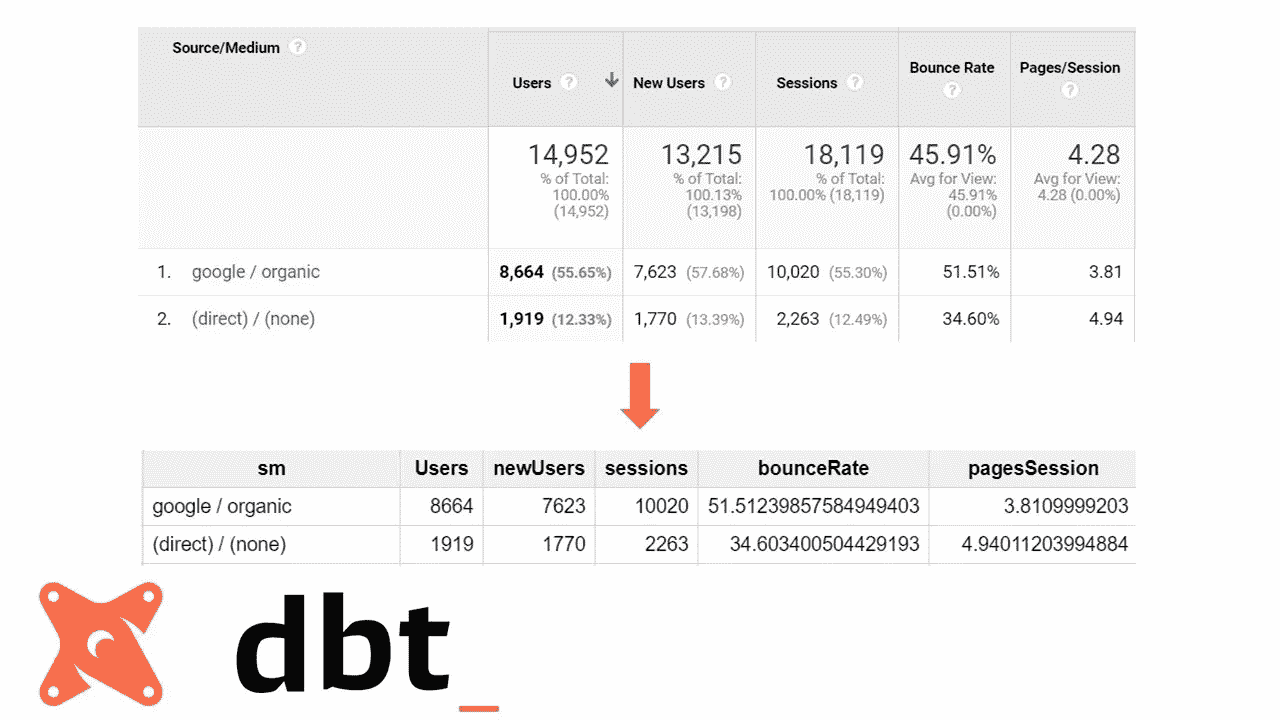 Source/Medium ?
Users ? New Users ? Sessions ? Bounce Rate ? Pages/Session ?
14,952 13,215 18,119 45.91% 4.28
% of Total: % of Total: % of Total: Avg for View: Avg for View:
100.00% 100.13% 100.00% (18,119) 45.91% 4.28 (0.00%)
(14,952) (13,198) (0.00%)
1. google / organic 8,664 (55.65%) 7,623 (57.68%) 10,020 (55.30%) 51.51% 3.81
2. (direct) / (none) 1,919 (12.33%) 1,770 (13.39%) 2,263 (12.49%) 34.60% 4.94
sm Users newUsers sessions bounceRate pagesSession
google / organic 8664 7623 10020 51.51239857584949403 3.8109999203
(direct) / (none) 1919 1770 2263 34.603400504429193 4.94011203994884
dbt_